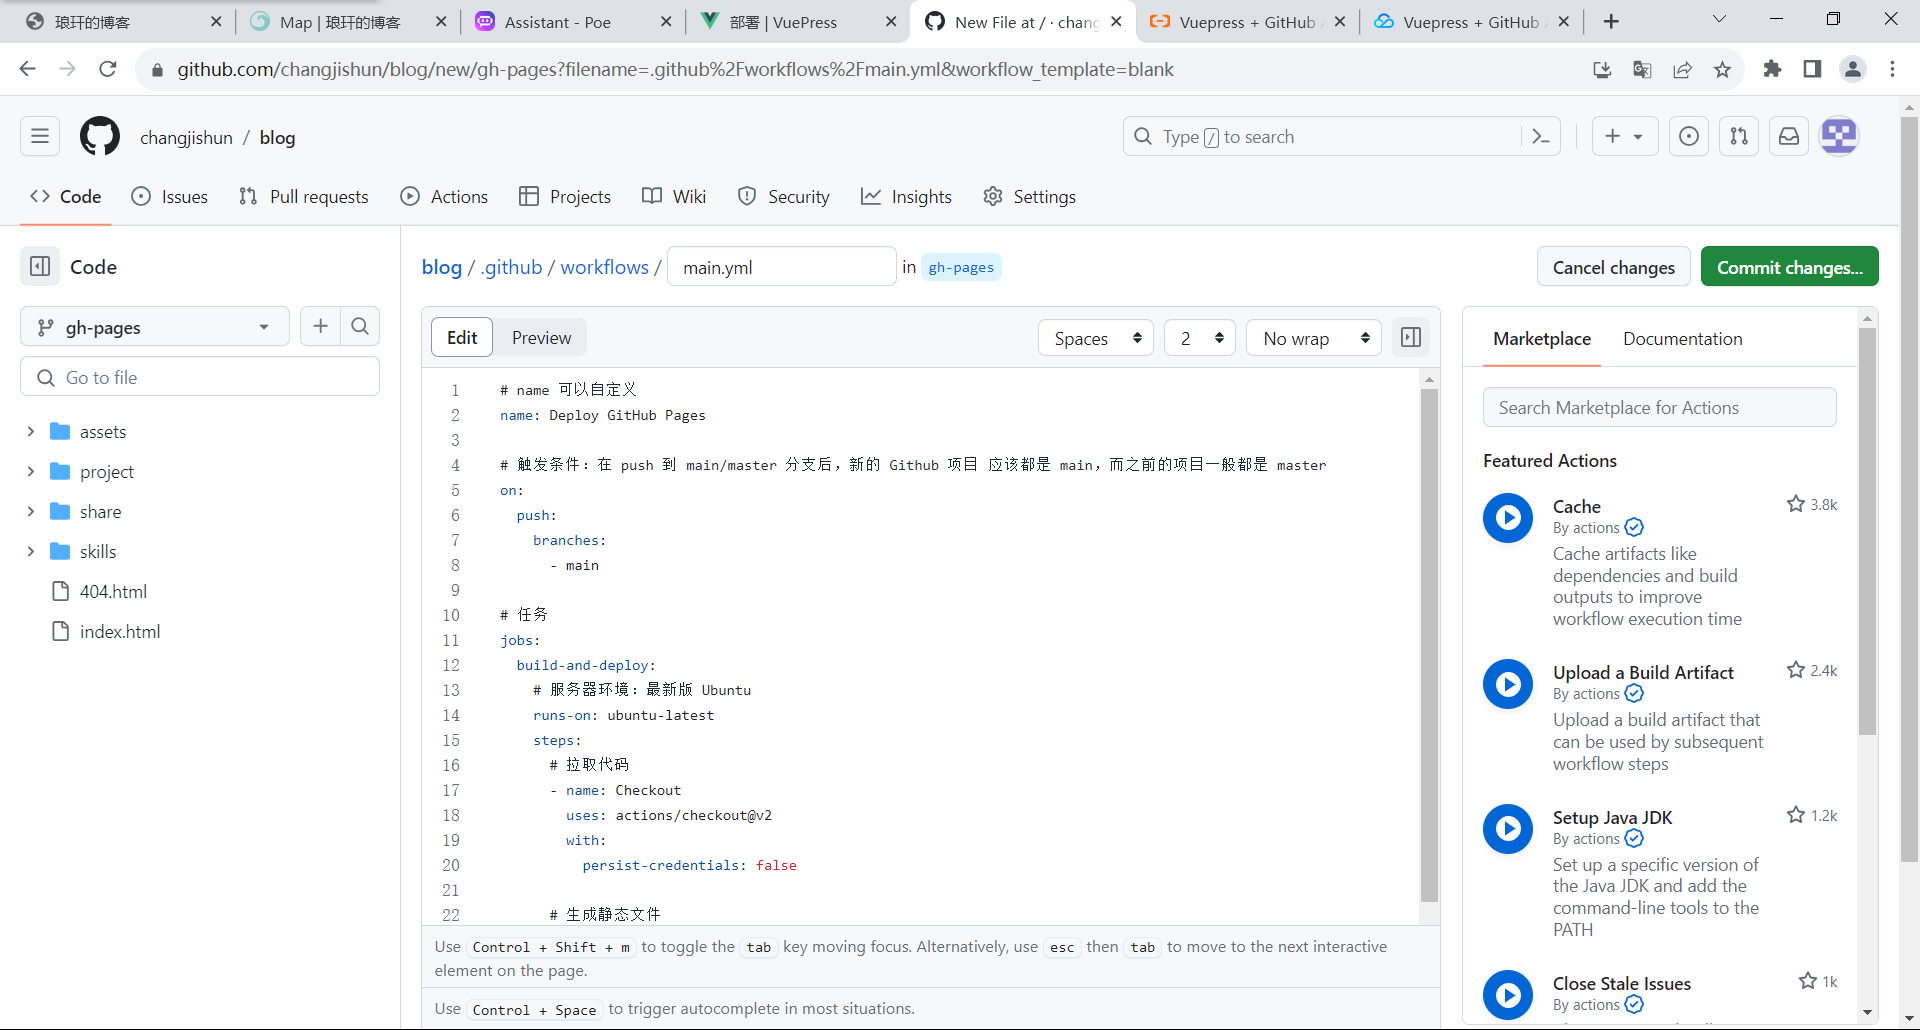 琅玕的博客
Map | 琅玕的博客
Assistant - Poe
部署 | VuePress
New File at / · chang
Vuepress + GitHub A
Vuepress + GitHub A
github.com/changjishun/blog/new/gh-pages?filename=.github%2Fworkflows%2Fmain.yml&workflow_template=blank
changjishun / blog
Type / to search
Code
Issues
Pull requests
Actions
Projects
Wiki
Security
Insights
Settings
Code
gh-pages
Go to file
assets
project
share
skills
404.html
index.html
blog / .github / workflows / main.yml in gh-pages
Cancel changes
Commit changes...
Edit
Preview
Spaces
2
No wrap
1 # name 可以自定义
2 name: Deploy GitHub Pages
3
4 # 触发条件：在 push 到 main/master 分支后，新的 Github 项目 应该都是 main，而之前的项目一般都是 master
5 on:
6 push:
7 branches:
8 - main
9
10 # 任务
11 jobs:
12 build-and-deploy:
13 # 服务器环境：最新版 Ubuntu
14 runs-on: ubuntu-latest
15 steps:
16 # 拉取代码
17 - name: Checkout
18 uses: actions/checkout@v2
19 with:
20 persist-credentials: false
21
22 # 生成静态文件
Use Control + Shift + m to toggle the tab key moving focus. Alternatively, use esc then tab to move to the next interactive
element on the page.
Use Control + Space to trigger autocomplete in most situations.
Marketplace
Documentation
Search Marketplace for Actions
Featured Actions
Cache
3.8k
By actions
Cache artifacts like
dependencies and build
outputs to improve
workflow execution time
Upload a Build Artifact
2.4k
By actions
Upload a build artifact that
can be used by subsequent
workflow steps
Setup Java JDK
1.2k
By actions
Set up a specific version of
the Java JDK and add the
command-line tools to the
PATH
Close Stale Issues
1k
By actions